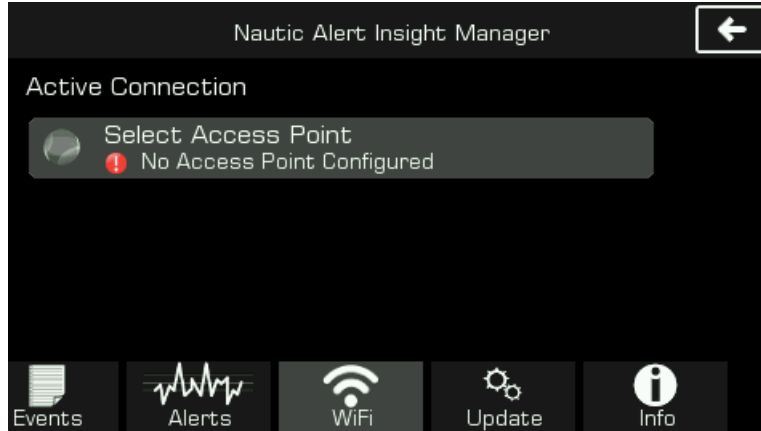 Nautic Alert Insight Manager
Active Connection
Select Access Point
No Access Point Configured
Events
Alerts
WiFi
Update
Info